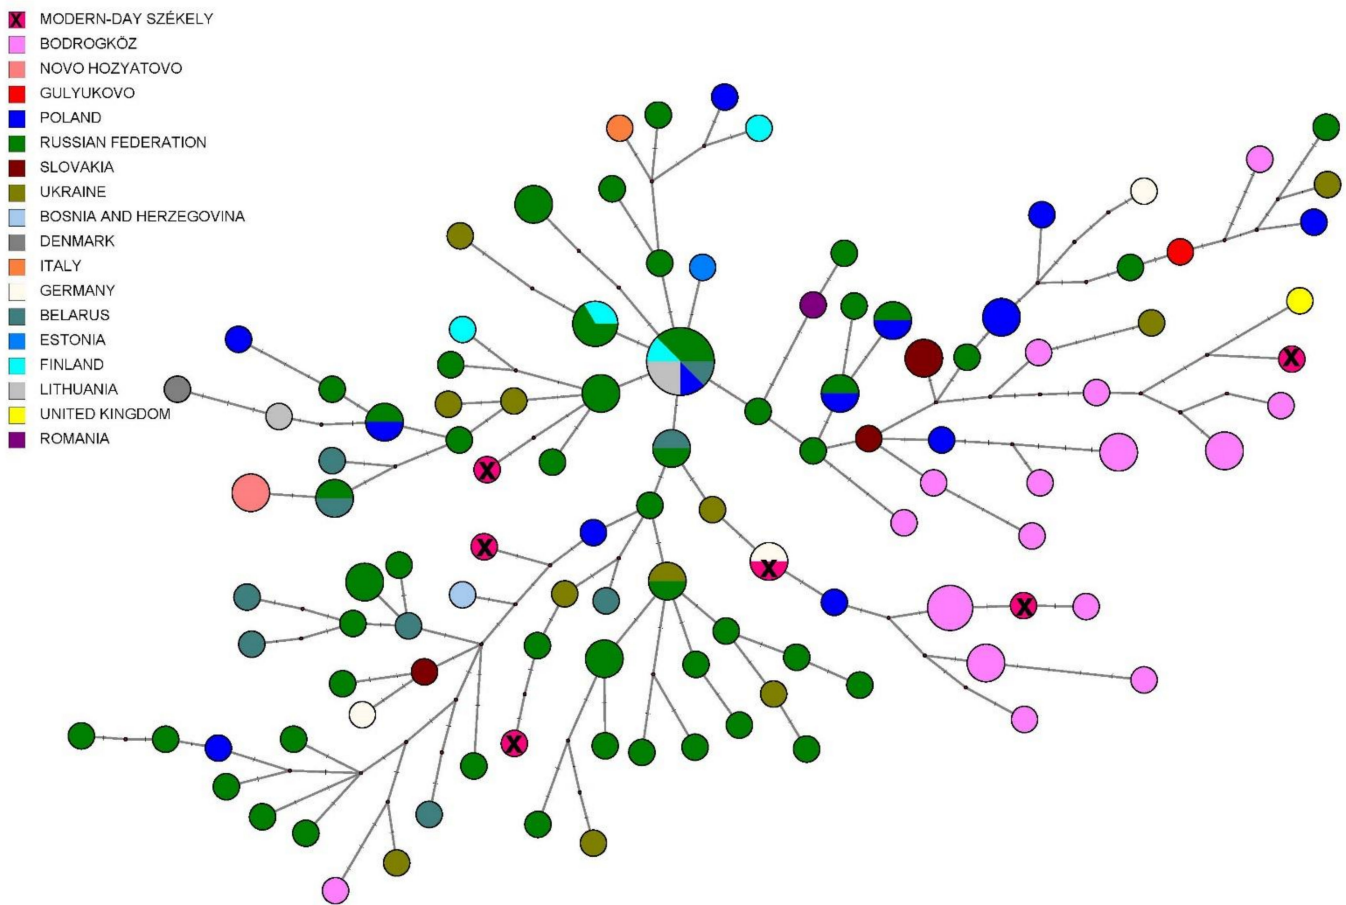 X MODERN-DAY SZÉKELY
BODROGKÖZ
NOVO HOZYATOVO
GULYUKOVO
POLAND
RUSSIAN FEDERATION
SLOVAKIA
UKRAINE
BOSNIA AND HERZEGOVINA
DENMARK
ITALY
GERMANY
BELARUS
ESTONIA
FINLAND
LITHUANIA
UNITED KINGDOM
ROMANIA
X
X
X
X
X
X